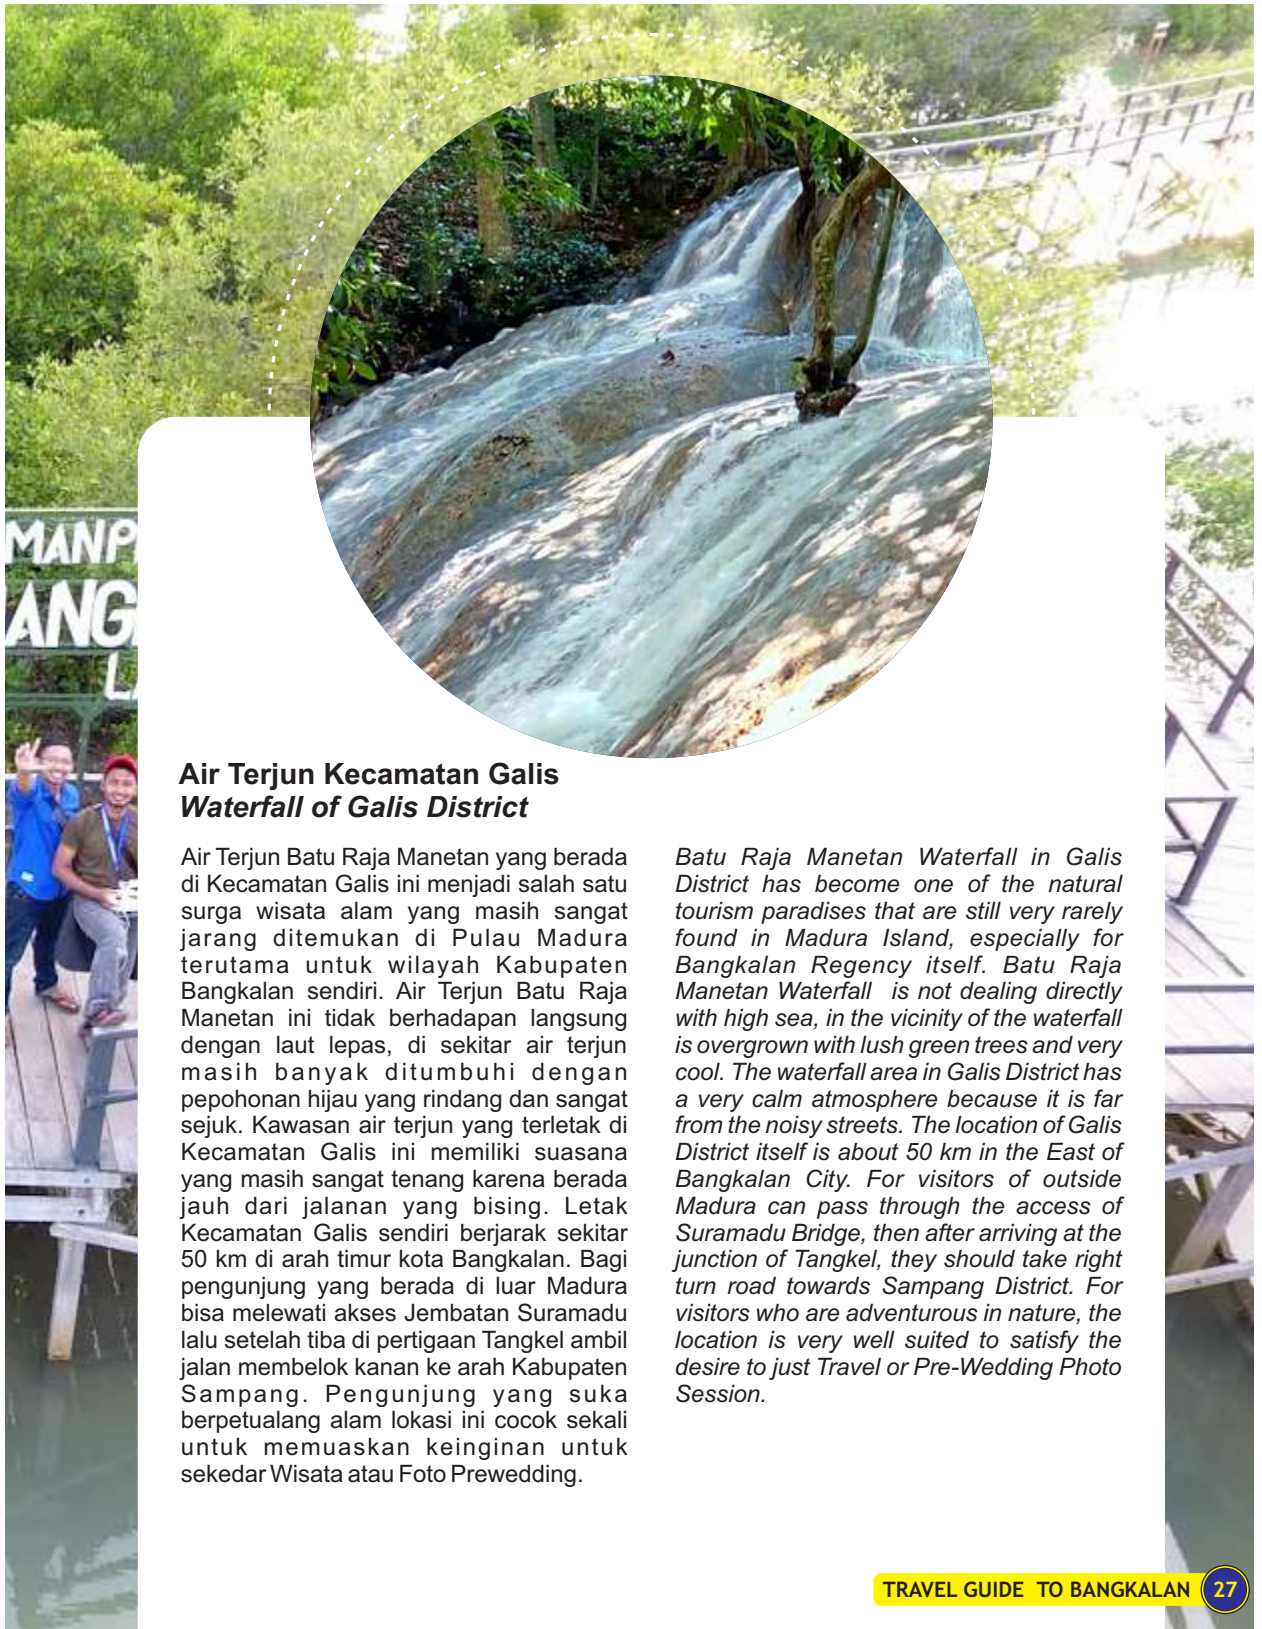 MANP
ANG
LA
Air Terjun Kecamatan Galis
Waterfall of Galis District
Air Terjun Batu Raja Manetan yang berada
di Kecamatan Galis ini menjadi salah satu
surga wisata alam yang masih sangat
jarang ditemukan di Pulau Madura
terutama untuk wilayah Kabupaten
Bangkalan sendiri. Air Terjun Batu Raja
Manetan ini tidak berhadapan langsung
dengan laut lepas, di sekitar air terjun
masih banyak ditumbuhi dengan
pepohonan hijau yang rindang dan sangat
sejuk. Kawasan air terjun yang terletak di
Kecamatan Galis ini memiliki suasana
yang masih sangat tenang karena berada
jauh dari jalanan yang bising. Letak
Kecamatan Galis sendiri berjarak sekitar
50 km di arah timur kota Bangkalan. Bagi
pengunjung yang berada di luar Madura
bisa melewati akses Jembatan Suramadu
lalu setelah tiba di pertigaan Tangkel ambil
jalan membelok kanan ke arah Kabupaten
Sampang. Pengunjung yang suka
berpetualang alam lokasi ini cocok sekali
untuk memuaskan keinginan untuk
sekedar Wisata atau Foto Prewedding.
Batu Raja Manetan Waterfall in Galis
District has become one of the natural
tourism paradises that are still very rarely
found in Madura Island, especially for
Bangkalan Regency itself. Batu Raja
Manetan Waterfall is not dealing directly
with high sea, in the vicinity of the waterfall
is overgrown with lush green trees and very
cool. The waterfall area in Galis District has
a very calm atmosphere because it is far
from the noisy streets. The location of Galis
District itself is about 50 km in the East of
Bangkalan City. For visitors of outside
Madura can pass through the access of
Suramadu Bridge, then after arriving at the
junction of Tangkel, they should take right
turn road towards Sampang District. For
visitors who are adventurous in nature, the
location is very well suited to satisfy the
desire to just Travel or Pre-Wedding Photo
Session.
TRAVEL GUIDE TO BANGKALAN 27